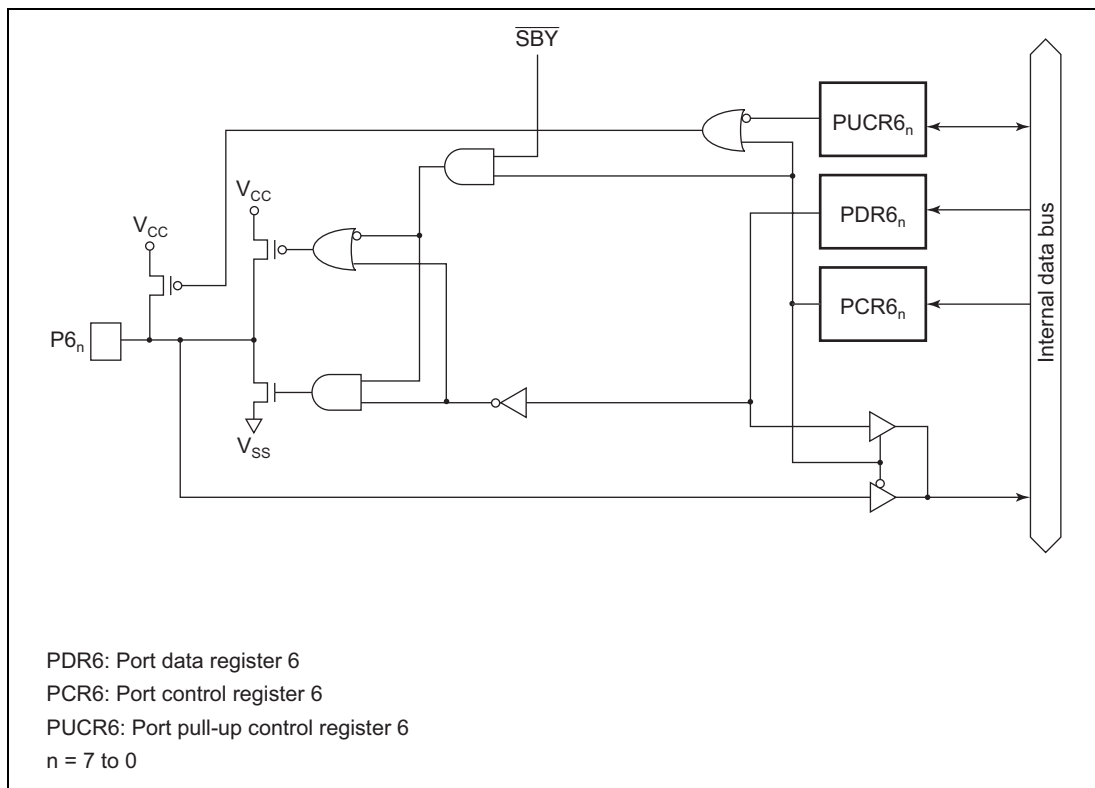 SBY
PUCR6n
VCC
PDR6n
VCC
PCR6n
P6n
VSS
Internal data bus
PDR6: Port data register 6
PCR6: Port control register 6
PUCR6: Port pull-up control register 6
n = 7 to 0